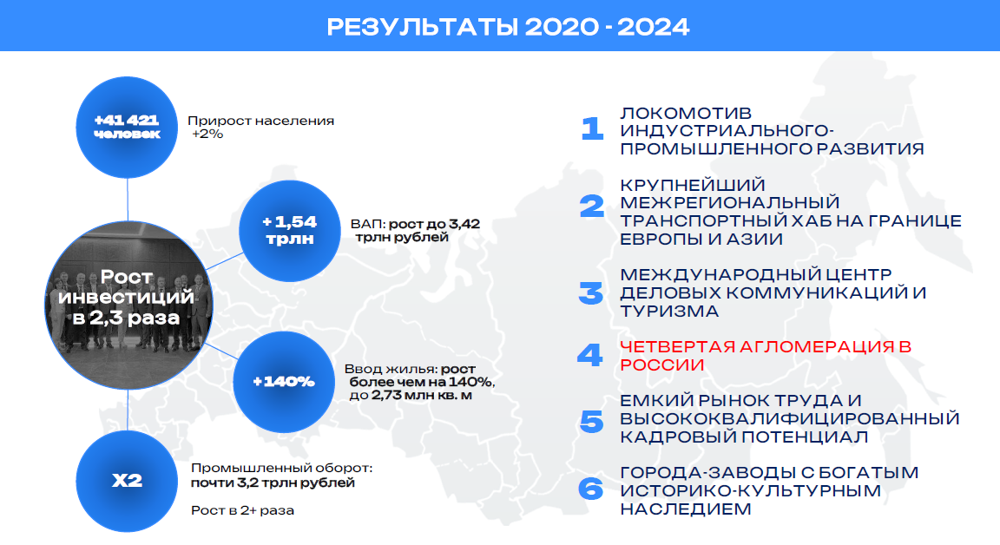 РЕЗУЛЬТАТЫ 2020 - 2024
+41 421
человек
Прирост населения
+2%
+ 1,54
трлн
ВАП: рост до 3,42
трлн рублей
Рост
инвестиций
в 2,3 раза
+140%
Ввод жилья: рост
более чем на 140%,
до 2,73 млн кв. м
X2
Промышленный оборот:
почти 3,2 трлн рублей
Рост в 2+ раза
1
ЛОКОМОТИВ
ИНДУСТРИАЛЬНОГО-
ПРОМЫШЛЕННОГО РАЗВИТИЯ
2
КРУПНЕЙШИЙ
МЕЖРЕГИОНАЛЬНЫЙ
ТРАНСПОРТНЫЙ ХАБ НА ГРАНИЦЕ
ЕВРОПЫ И АЗИИ
3
МЕЖДУНАРОДНЫЙ ЦЕНТР
ДЕЛОВЫХ КОММУНИКАЦИЙ И
ТУРИЗМА
4
ЧЕТВЕРТАЯ АГЛОМЕРАЦИЯ В
РОССИИ
5
ЕМКИЙ РЫНОК ТРУДА И
ВЫСОКОКВАЛИФИЦИРОВАННЫЙ
КАДРОВЫЙ ПОТЕНЦИАЛ
6
ГОРОДА-ЗАВОДЫ С БОГАТЫМ
ИСТОРИКО-КУЛЬТУРНЫМ
НАСЛЕДИЕМ